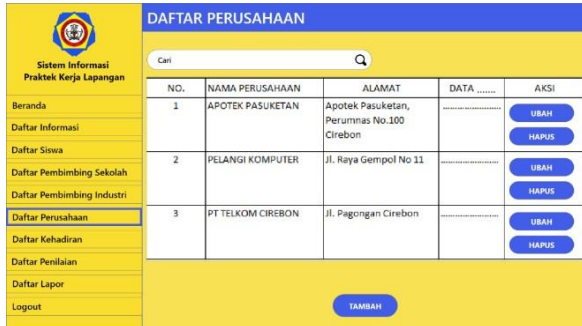 Sistem Informasi
Praktek Kerja Lapangan
Beranda
Daftar Informasi
Daftar Siswa
Daftar Pembimbing Sekolah
Daftar Pembimbing Industri
Daftar Perusahaan
Daftar Kehadiran
Daftar Penilaian
Daftar Lapor
Logout
DAFTAR PERUSAHAAN
Cari
NO. NAMA PERUSAHAAN ALAMAT DATA ....... AKSI
1 APOTEK PASUKETAN Apotek Pasuketan, ........................ UBAH
Perumnas No.100
Cirebon HAPUS
2 PELANGI KOMPUTER Jl. Raya Gempol No 11 ........................ UBAH
HAPUS
3 PT TELKOM CIREBON Jl. Pagongan Cirebon ........................ UBAH
HAPUS
TAMBAH